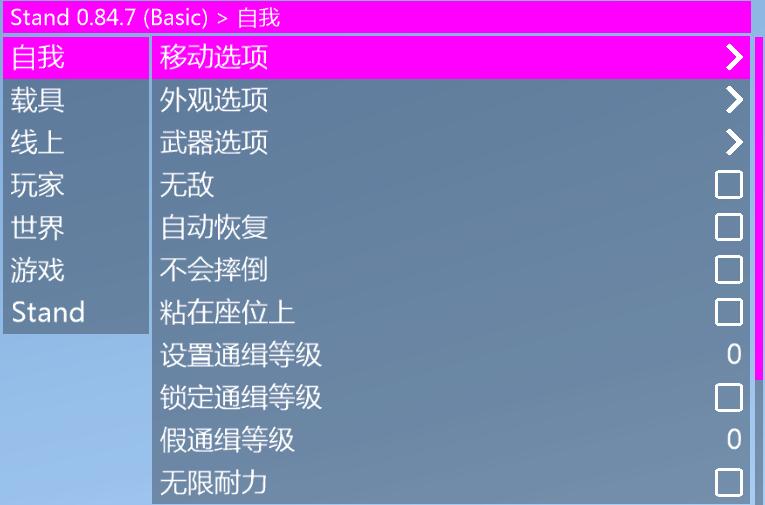 Stand 0.84.7 (Basic) > 自我
自我
载具
线上
玩家
世界
游戏
Stand
移动选项
外观选项
武器选项
无敌
自动恢复
不会摔倒
粘在座位上
设置通缉等级 0
锁定通缉等级
假通缉等级 0
无限耐力